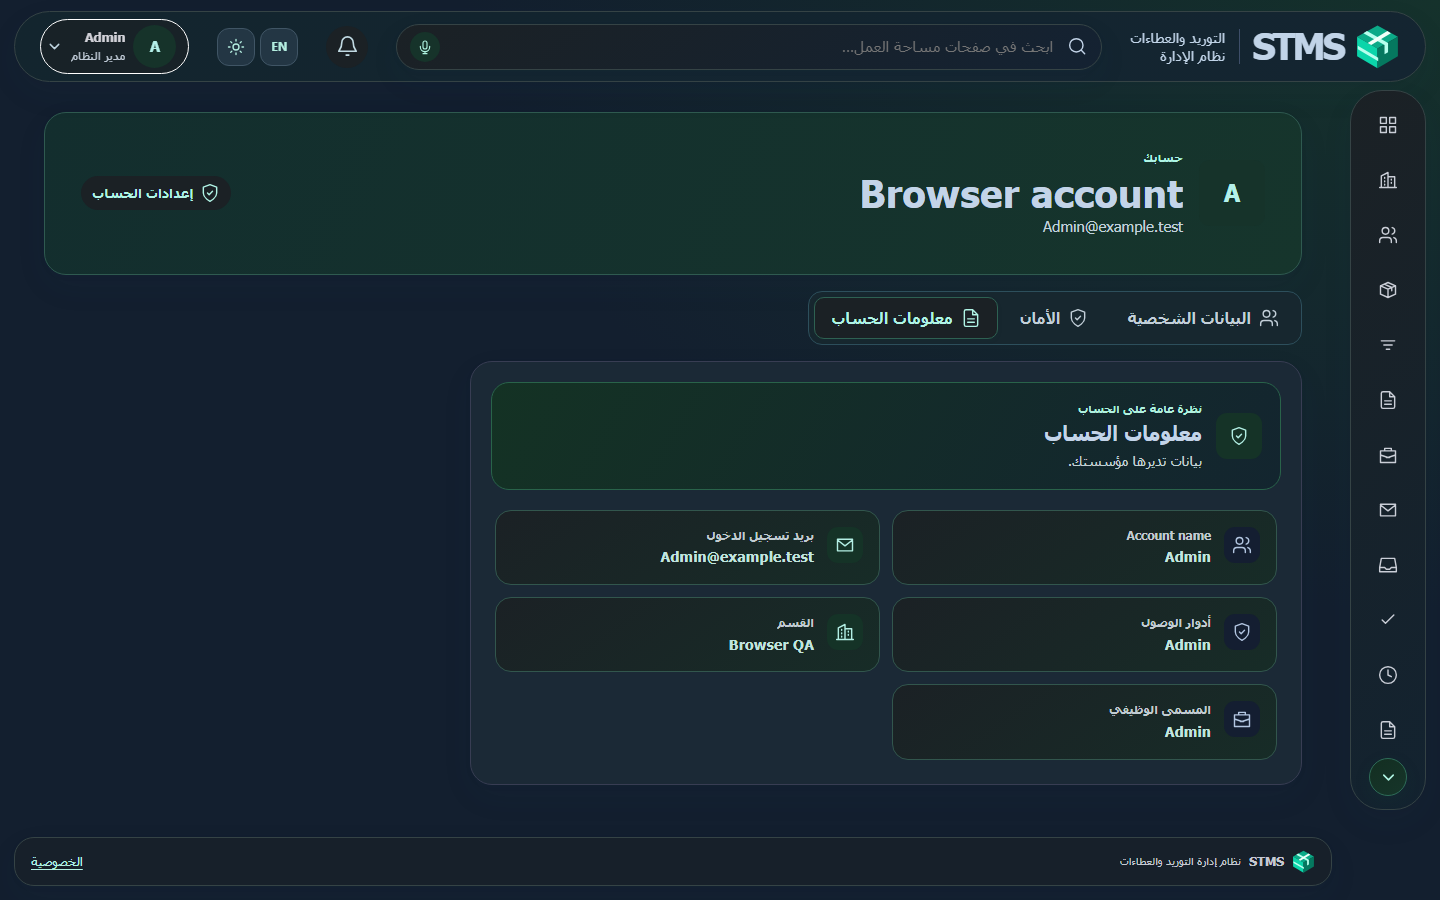 STMS
التوريد والعطاءات
نظام الإدارة
ابحث في صفحات مساحة العمل...
EN
A
Admin
مدير النظام
حسابك
A
Browser account
Admin@example.test
إعدادات الحساب
البيانات الشخصية
الأمان
معلومات الحساب
نظرة عامة على الحساب
معلومات الحساب
بيانات تديرها مؤسستك.
Account name
Admin
بريد تسجيل الدخول
Admin@example.test
أدوار الوصول
Admin
القسم
Browser QA
المسمى الوظيفي
Admin
STMS
نظام إدارة التوريد والعطاءات
الخصوصية